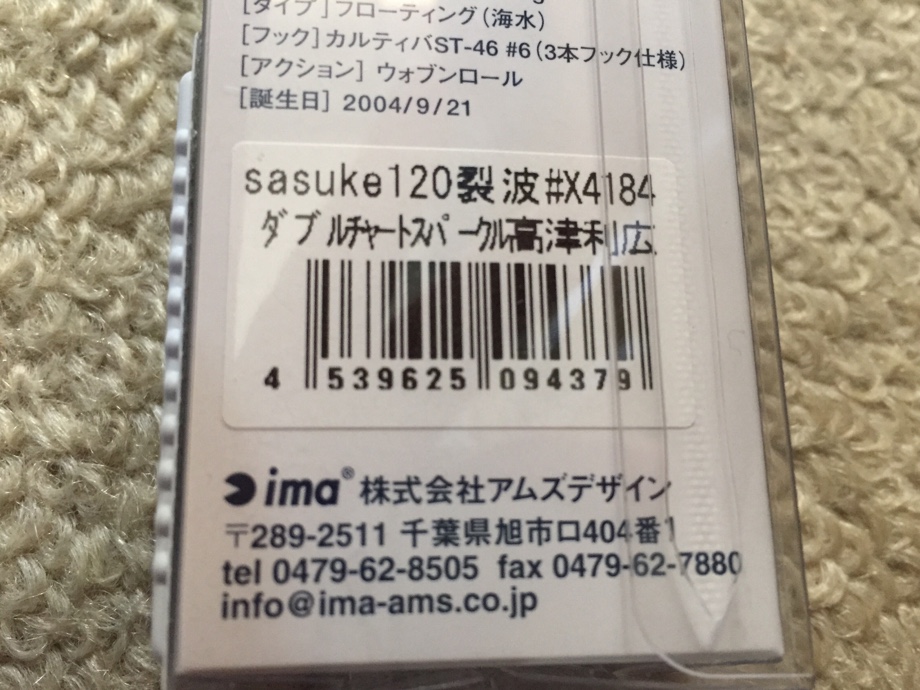 [タイプ]フローティング(海水)
[フック]カルティバST-46 #6(3本フック仕様)
[アクション] ウォブンロール
[誕生日] 2004/9/21
sasuke120裂波#X4184
ダブルチャートスパークル高津利広
4 539625 094379
ima® 株式会社アムズデザイン
〒289-2511 千葉県旭市口404番1
tel 0479-62-8505 fax 0479-62-7880
info@ima-ams.co.jp